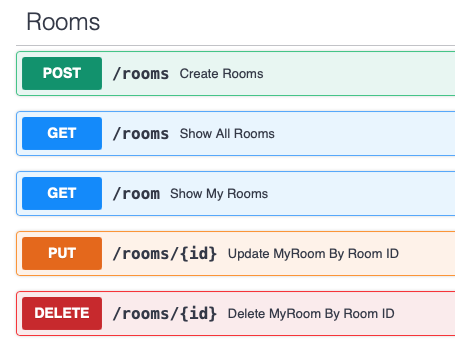 Rooms
POST /rooms Create Rooms
GET /rooms Show All Rooms
GET /room Show My Rooms
PUT /rooms/{id} Update MyRoom By Room ID
DELETE /rooms/{id} Delete MyRoom By Room ID